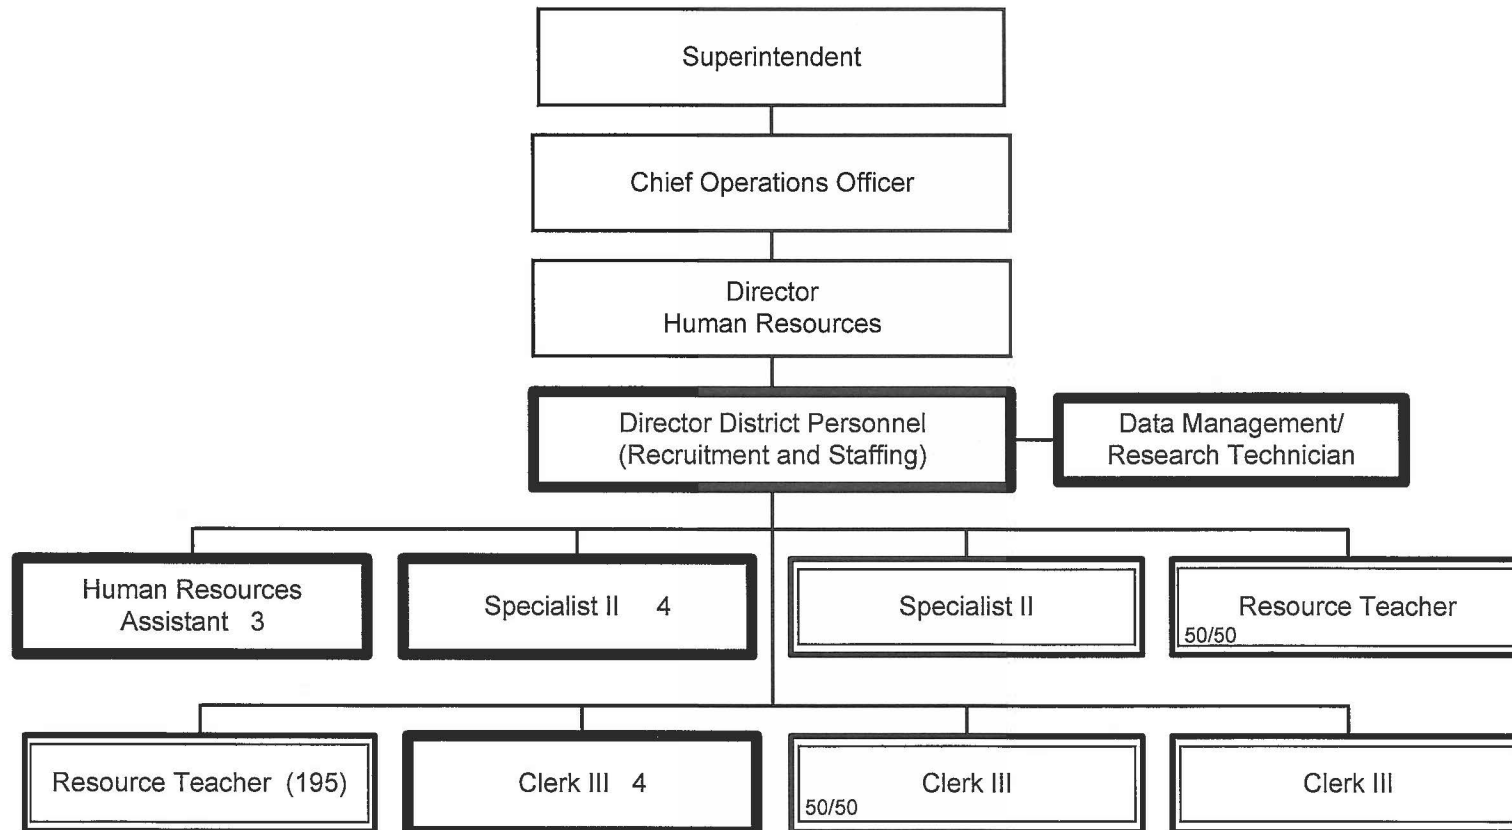 Superintendent
Chief Operations Officer
Director
Human Resources
Director District Personnel
(Recruitment and Staffing)
Data Management/
Research Technician
Human Resources
Assistant 3
Specialist II 4
Specialist II
Resource Teacher
50/50
Resource Teacher (195)
Clerk III 4
Clerk III
50/50
Clerk III